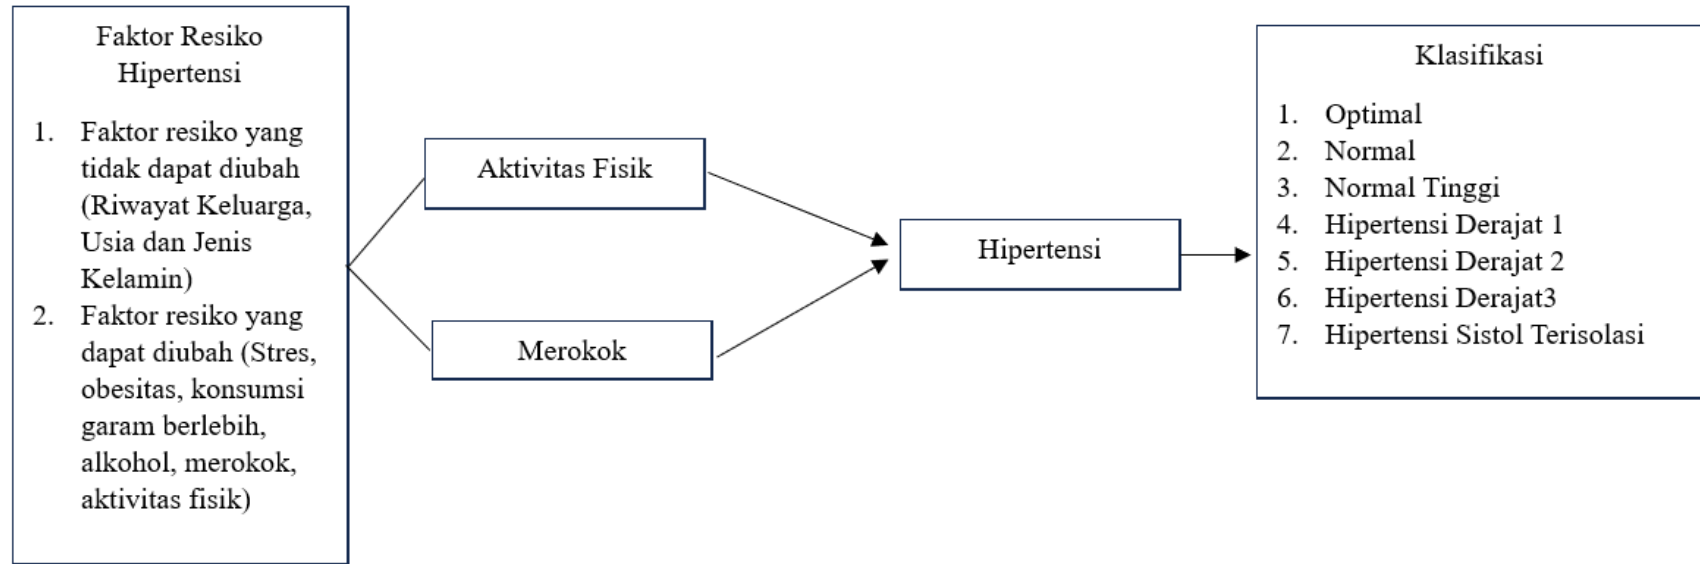 Faktor Resiko
Hipertensi
1. Faktor resiko yang
tidak dapat diubah
(Riwayat Keluarga,
Usia dan Jenis
Kelamin)
2. Faktor resiko yang
dapat diubah (Stres,
obesitas, konsumsi
garam berlebih,
alkohol, merokok,
aktivitas fisik)
Aktivitas Fisik
Merokok
Hipertensi
Klasifikasi
1. Optimal
2. Normal
3. Normal Tinggi
4. Hipertensi Derajat 1
5. Hipertensi Derajat 2
6. Hipertensi Derajat3
7. Hipertensi Sistol Terisolasi